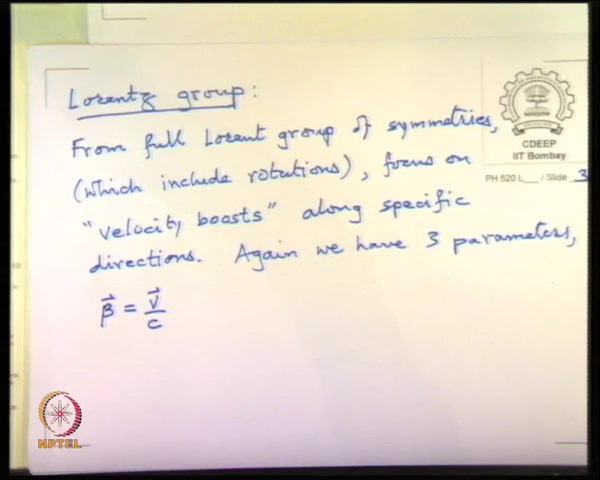 Lorentz group:
From full Lorent group of symmetries,
(which include rotations), focus on
"velocity boosts" along specific
directions. Again we have 3 parameters,
β⃗ = v⃗/c
CDEEP
IIT Bombay
PH 520 L___ / Slide 3
NPTEL